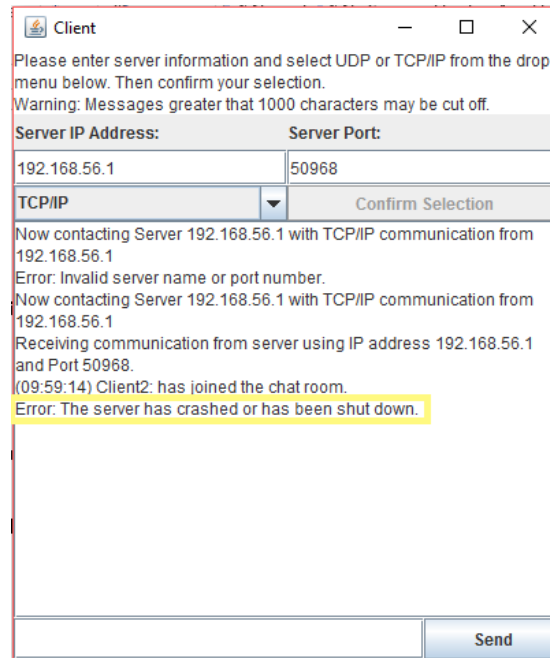 Client
Please enter server information and select UDP or TCP/IP from the drop
menu below. Then confirm your selection.
Warning: Messages greater that 1000 characters may be cut off.
Server IP Address: Server Port:
192.168.56.1 50968
TCP/IP Confirm Selection
Now contacting Server 192.168.56.1 with TCP/IP communication from
192.168.56.1
Error: Invalid server name or port number.
Now contacting Server 192.168.56.1 with TCP/IP communication from
192.168.56.1
Receiving communication from server using IP address 192.168.56.1
and Port 50968.
(09:59:14) Client2: has joined the chat room.
Error: The server has crashed or has been shut down.
Send